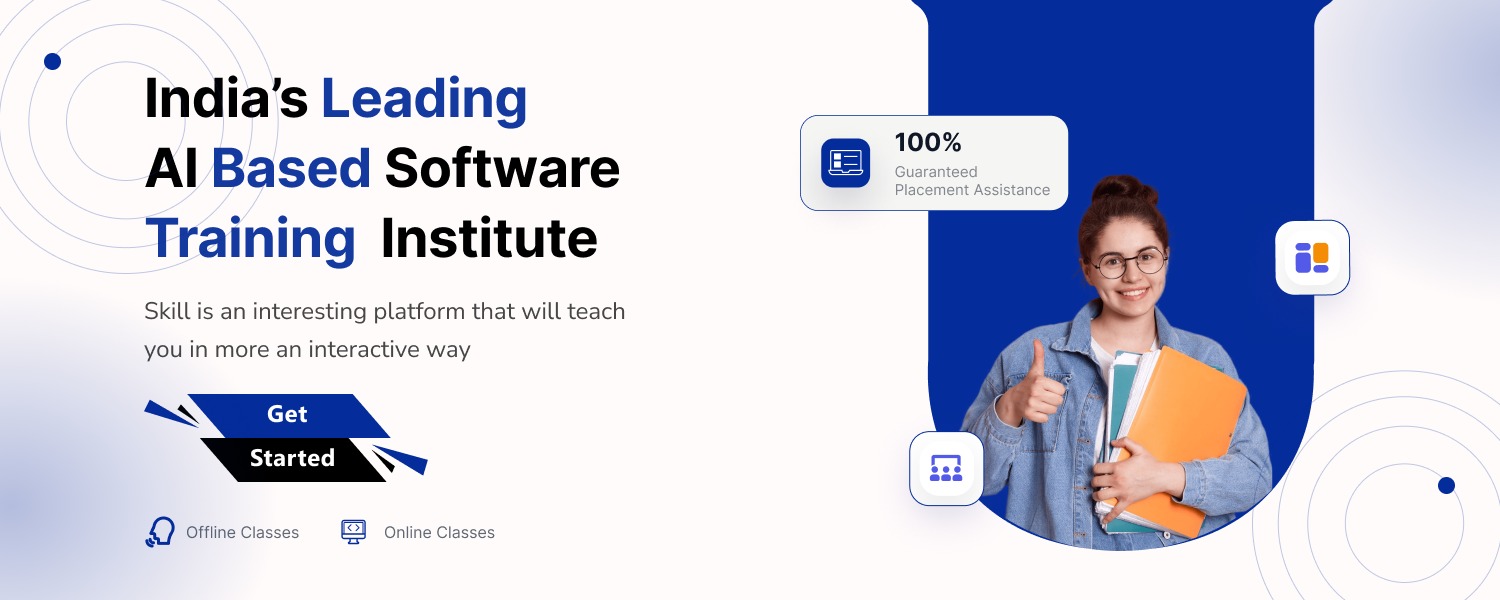 India’s Leading
AI Based Software
Training Institute
Skill is an interesting platform that will teach
you in more an interactive way
Get
Started
Offline Classes
Online Classes
100%
Guaranteed
Placement Assistance